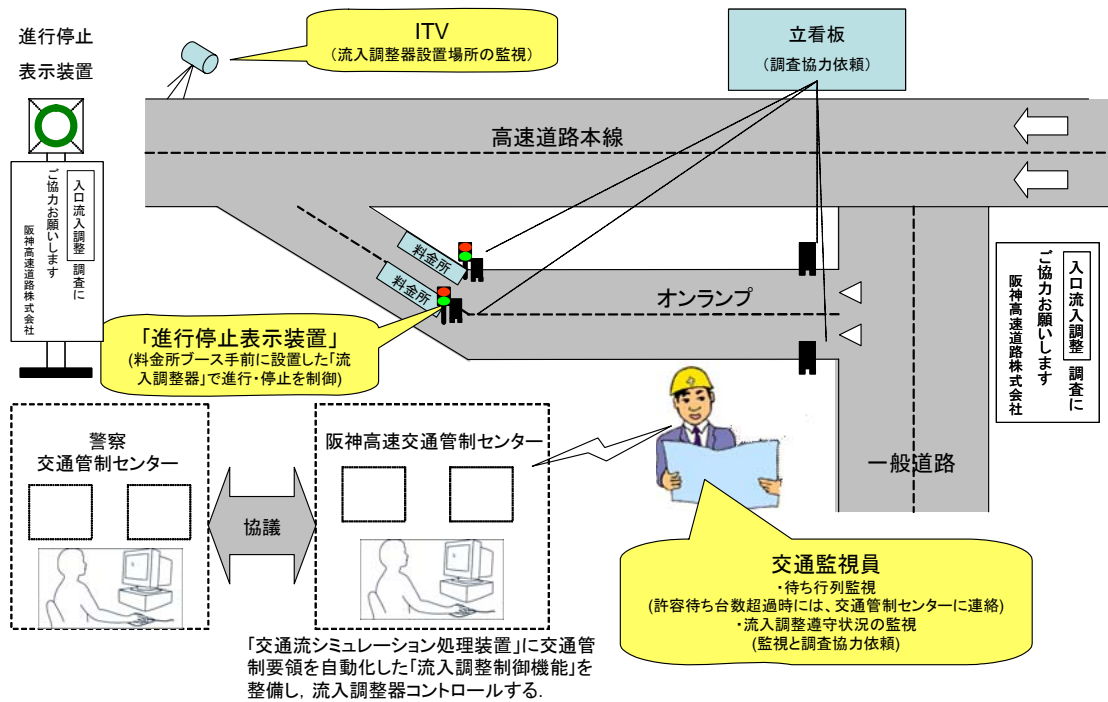 進行停止
表示装置
入口流入調整 調査に
ご協力お願いします
阪神高速道路株式会社
ITV
(流入調整器設置場所の監視)
立看板
(調査協力依頼)
高速道路本線
料金所
料金所
オンランプ
「進行停止表示装置」
(料金所ブース手前に設置した「流
入調整器」で進行・停止を制御)
入口流入調整 調査に
ご協力お願いします
阪神高速道路株式会社
一般道路
警察
交通管制センター
協議
阪神高速交通管制センター
交通監視員
・待ち行列監視
(許容待ち台数超過時には、交通管制センターに連絡)
・流入調整遵守状況の監視
(監視と調査協力依頼)
「交通流シミュレーション処理装置」に交通管
制要領を自動化した「流入調整制御機能」を
整備し,流入調整器コントロールする.